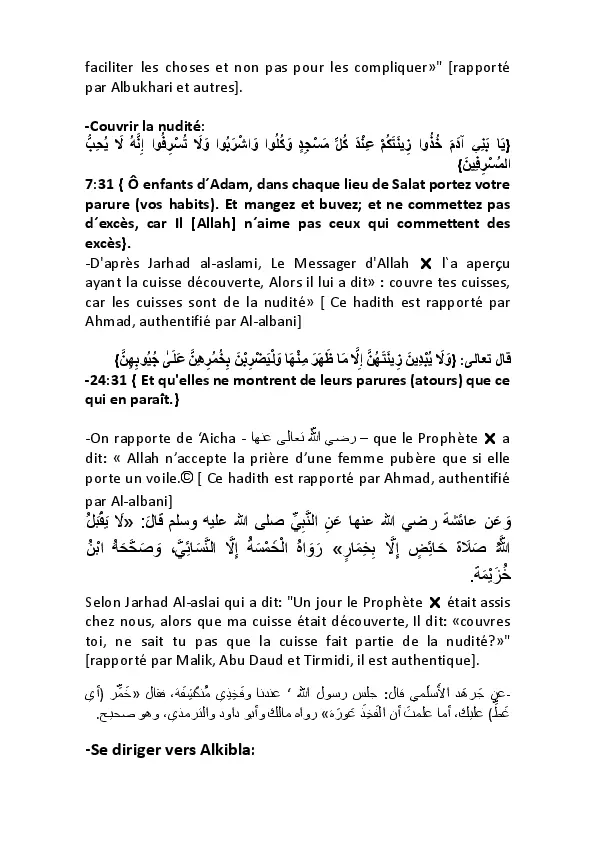 faciliter les choses et non pas pour les compliquer»" [rapporté
par Albukhari et autres].
-Couvrir la nudité:
{يَا بَنِي آدَمَ خُذُوا زِينَتَكُمْ عِنْدَ كُلِّ مَسْجِدٍ وَكُلُوا وَاشْرَبُوا وَلَا تُسْرِفُوا إِنَّهُ لَا يُحِبُّ
المُسْرِفِينَ}
7:31 { Ô enfants d´Adam, dans chaque lieu de Salat portez votre
parure (vos habits). Et mangez et buvez; et ne commettez pas
d´excès, car Il [Allah] n´aime pas ceux qui commettent des
excès}.
-D'après Jarhad al-aslami, Le Messager d'Allah ✖ l`a aperçu
ayant la cuisse découverte, Alors il lui a dit» : couvre tes cuisses,
car les cuisses sont de la nudité» [ Ce hadith est rapporté par
Ahmad, authentifié par Al-albani]
قال تعالى: {وَلَا يُبْدِينَ زِينَتَهُنَّ إِلَّا مَا ظَهَرَ مِنْهَا وَلْيَضْرِبْنَ بِخُمُرِهِنَّ عَلَىٰ جُيُوبِهِنَّ}
-24:31 { Et qu'elles ne montrent de leurs parures (atours) que ce
qui en paraît.}
-On rapporte de ‘Aicha - رضي الله تعالى عنها – que le Prophète ✖ a
dit: « Allah n’accepte la prière d’une femme pubère que si elle
porte un voile.© [ Ce hadith est rapporté par Ahmad, authentifié
par Al-albani]
وَعَن عائشة رضي الله عنها عَنِ النَّبِيِّ صلى الله عليه وسلم قَالَ: «لَا يَقْبَلُ
اللَّهُ صَلَاةَ حَائِضٍ إِلَّا بِخِمَارٍ» رَوَاهُ الْخَمْسَةُ إِلَّا النَّسَائِيَّ، وَصَحَّحَهُ ابْنُ
خُزَيْمَةَ.
Selon Jarhad Al-aslai qui a dit: "Un jour le Prophète ✖ était assis
chez nous, alors que ma cuisse était découverte, Il dit: «couvres
toi, ne sait tu pas que la cuisse fait partie de la nudité?»"
[rapporté par Malik, Abu Daud et Tirmidi, il est authentique].
-عن جَرهَد الأَسلَمي قال: جلس رسول الله ‘ عندنا وفَخِذِي مُنكَشِفَة، فقال «خَمِّر (أي
غَطِّ) عليك، أما علمتَ أن الْفَخِذَ عَورَة» رواه مالك وأبو داود والترمذي، وهو صحيح.
-Se diriger vers Alkibla: